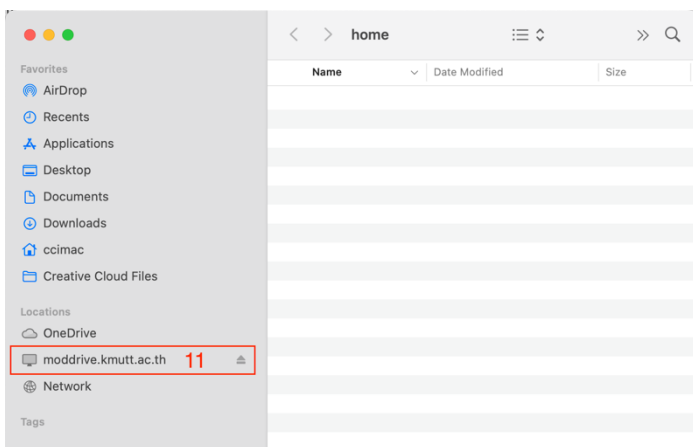 home
Name
Date Modified
Size
Favorites
AirDrop
Recents
Applications
Desktop
Documents
Downloads
ccimac
Creative Cloud Files
Locations
OneDrive
moddrive.kmutt.ac.th 11
Network
Tags